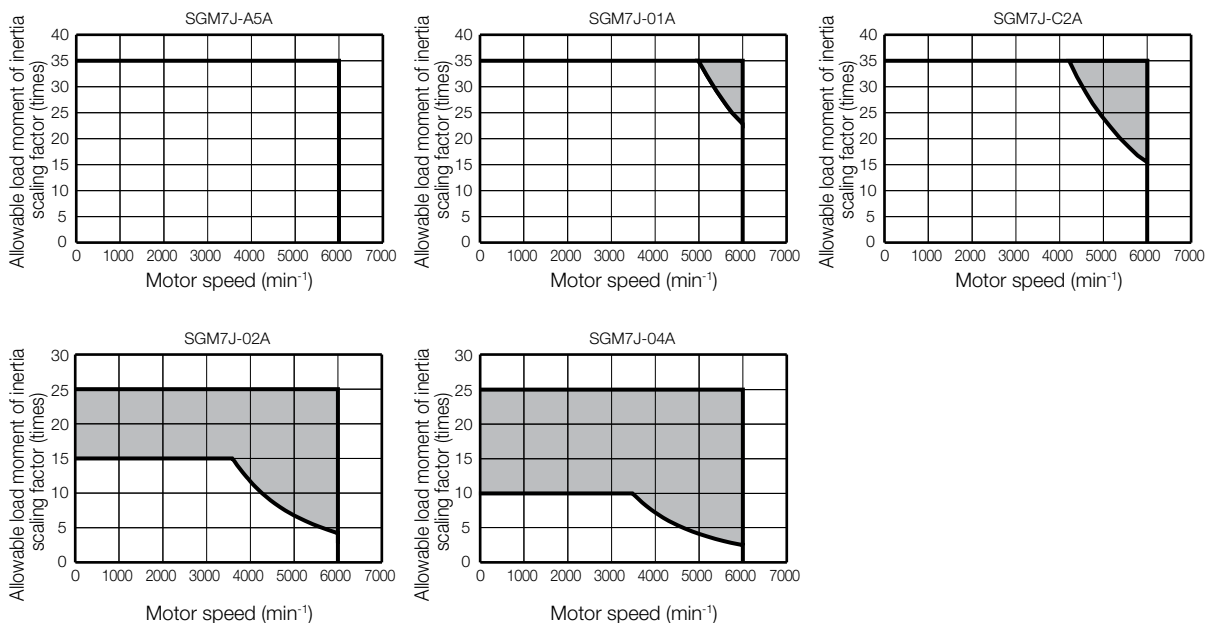 SGM7J-A5A
Allowable load moment of inertia
scaling factor (times)
40
35
30
25
20
15
10
5
0
0 1000 2000 3000 4000 5000 6000 7000
Motor speed (min-1)
SGM7J-01A
Allowable load moment of inertia
scaling factor (times)
40
35
30
25
20
15
10
5
0
0 1000 2000 3000 4000 5000 6000 7000
Motor speed (min-1)
SGM7J-C2A
Allowable load moment of inertia
scaling factor (times)
40
35
30
25
20
15
10
5
0
0 1000 2000 3000 4000 5000 6000 7000
Motor speed (min-1)
SGM7J-02A
Allowable load moment of inertia
scaling factor (times)
30
25
20
15
10
5
0
0 1000 2000 3000 4000 5000 6000 7000
Motor speed (min-1)
SGM7J-04A
Allowable load moment of inertia
scaling factor (times)
30
25
20
15
10
5
0
0 1000 2000 3000 4000 5000 6000 7000
Motor speed (min-1)